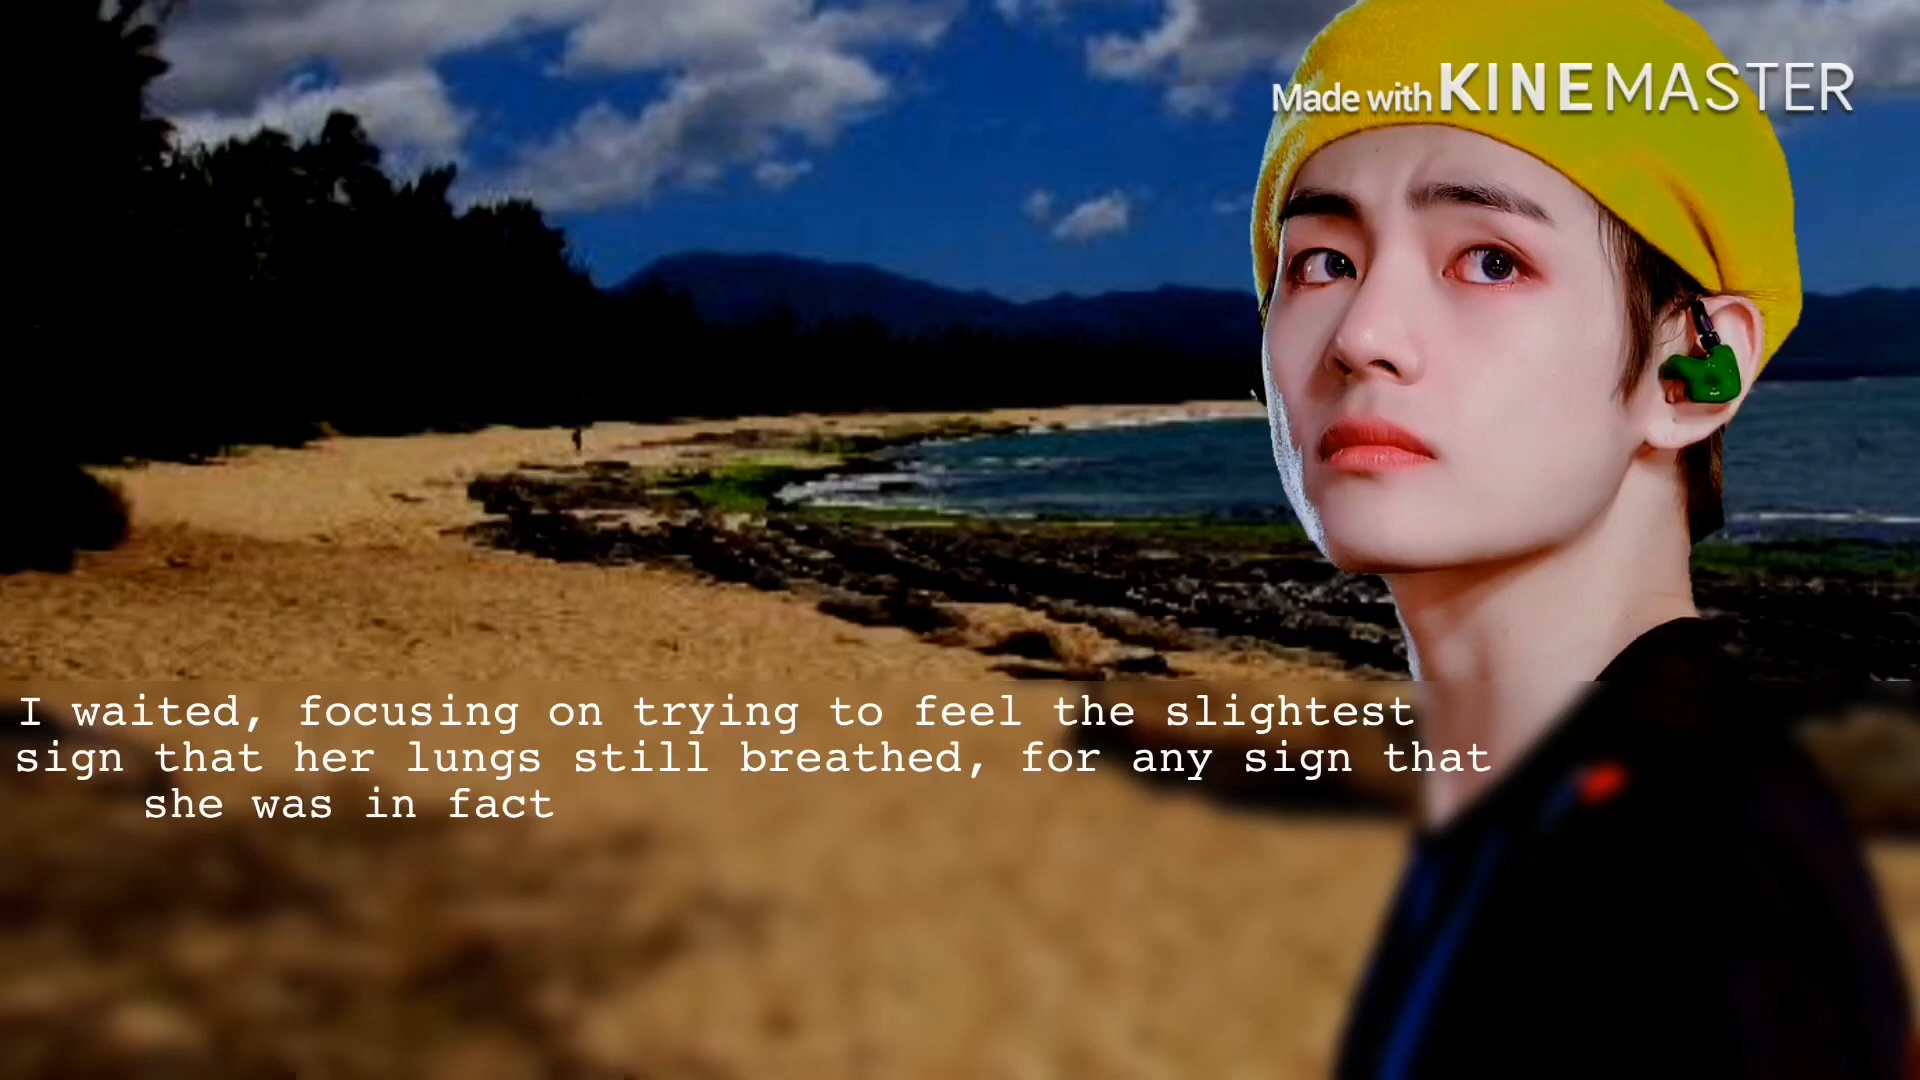 Made with KINEMASTER
I waited, focusing on trying to feel the slightest
sign that her lungs still breathed, for any sign that
she was in fact